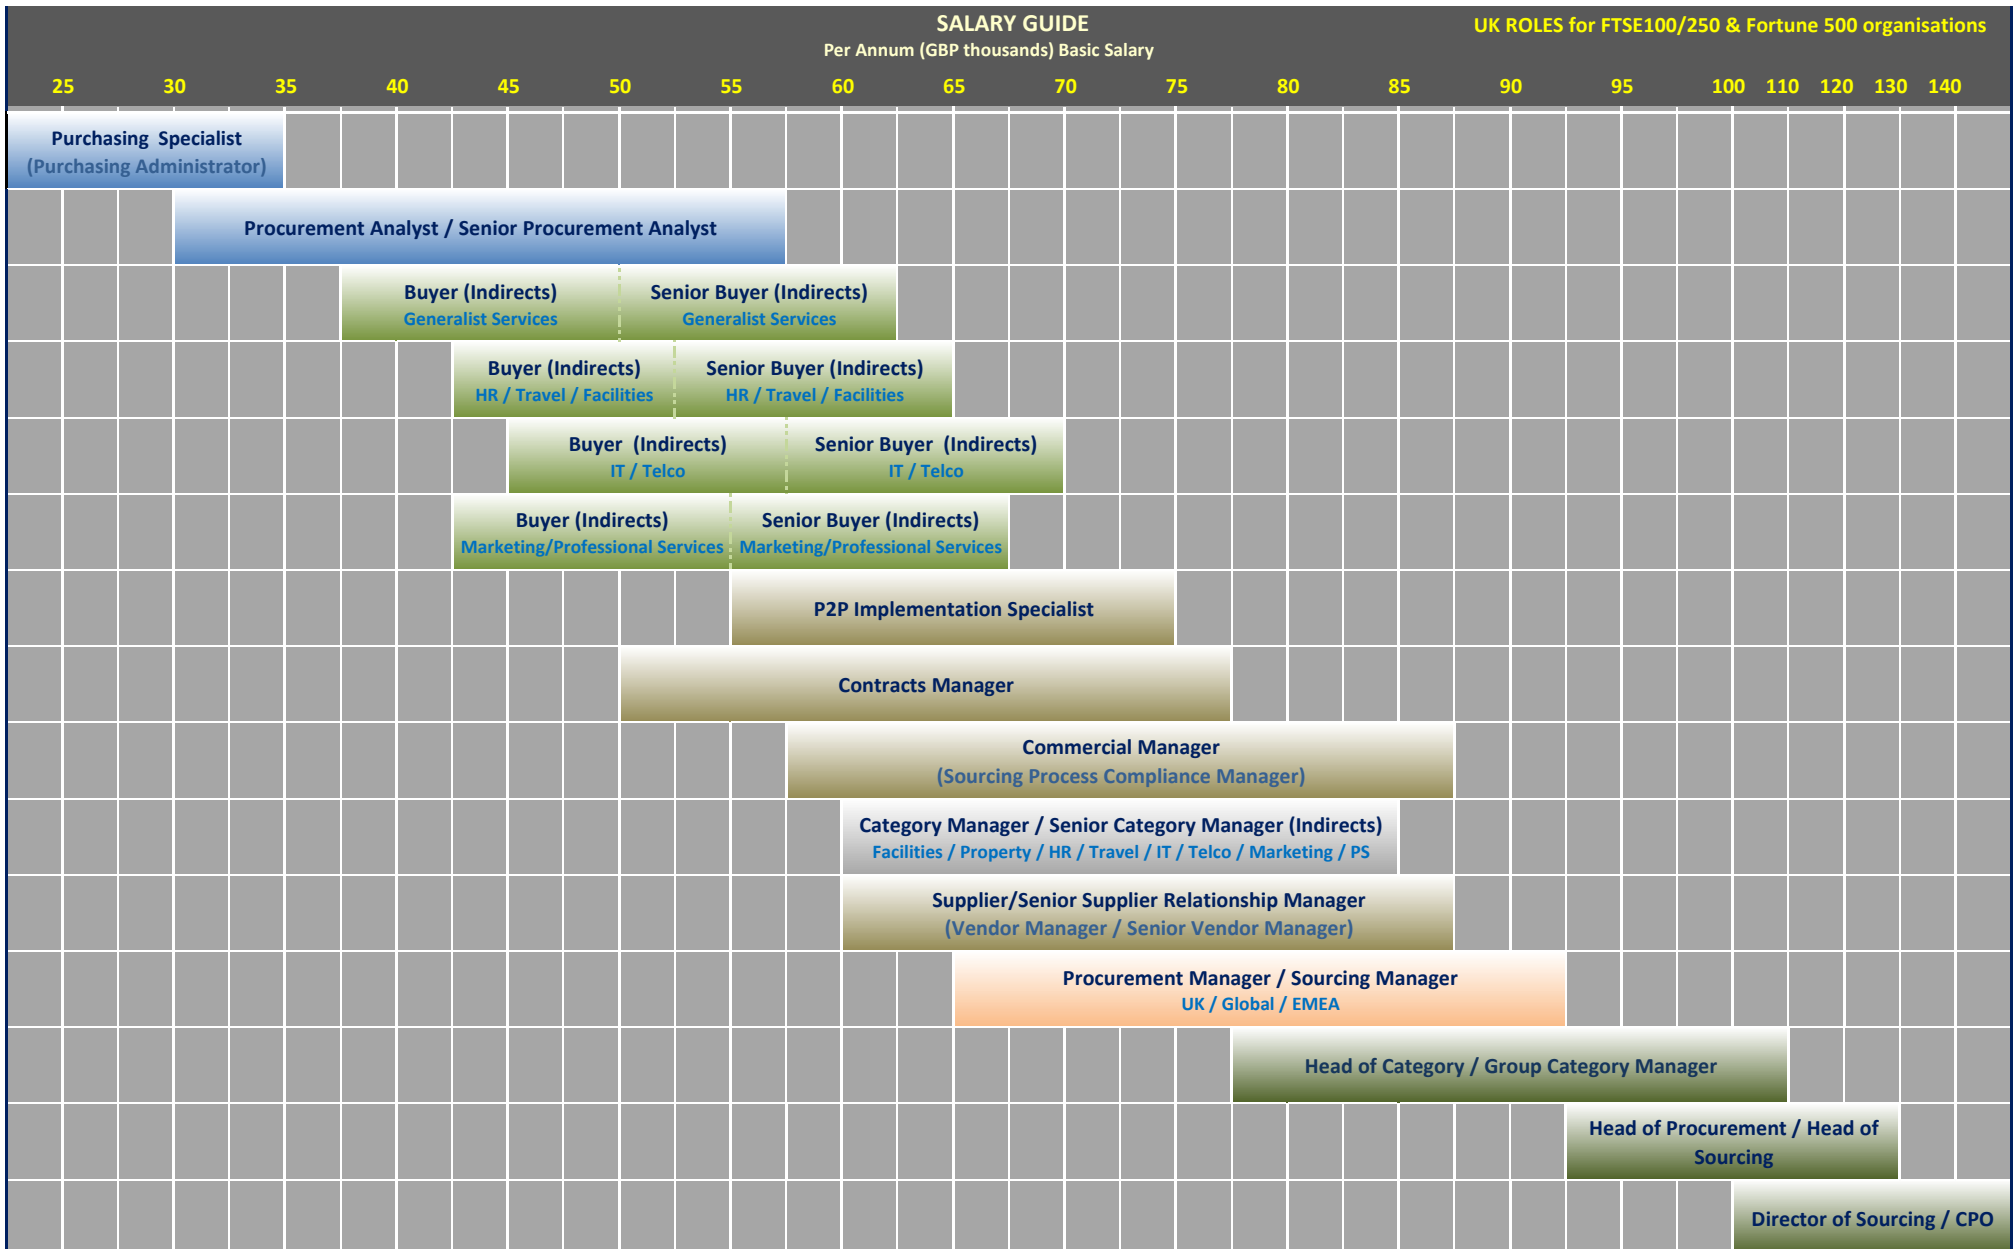 SALARY GUIDE
UK ROLES for FTSE100/250 & Fortune 500 organisations
Per Annum (GBP thousands) Basic Salary
25 30 35 40 45 50 55 60 65 70 75 80 85 90 95 100 110 120 130 140
Purchasing Specialist
(Purchasing Administrator)
Procurement Analyst / Senior Procurement Analyst
Buyer (Indirects)
Generalist Services
Senior Buyer (Indirects)
Generalist Services
Buyer (Indirects)
HR / Travel / Facilities
Senior Buyer (Indirects)
HR / Travel / Facilities
Buyer (Indirects)
IT / Telco
Senior Buyer (Indirects)
IT / Telco
Buyer (Indirects)
Marketing/Professional Services
Senior Buyer (Indirects)
Marketing/Professional Services
P2P Implementation Specialist
Contracts Manager
Commercial Manager
(Sourcing Process Compliance Manager)
Category Manager / Senior Category Manager (Indirects)
Facilities / Property / HR / Travel / IT / Telco / Marketing / PS
Supplier/Senior Supplier Relationship Manager
(Vendor Manager / Senior Vendor Manager)
Procurement Manager / Sourcing Manager
UK / Global / EMEA
Head of Category / Group Category Manager
Head of Procurement / Head of
Sourcing
Director of Sourcing / CPO